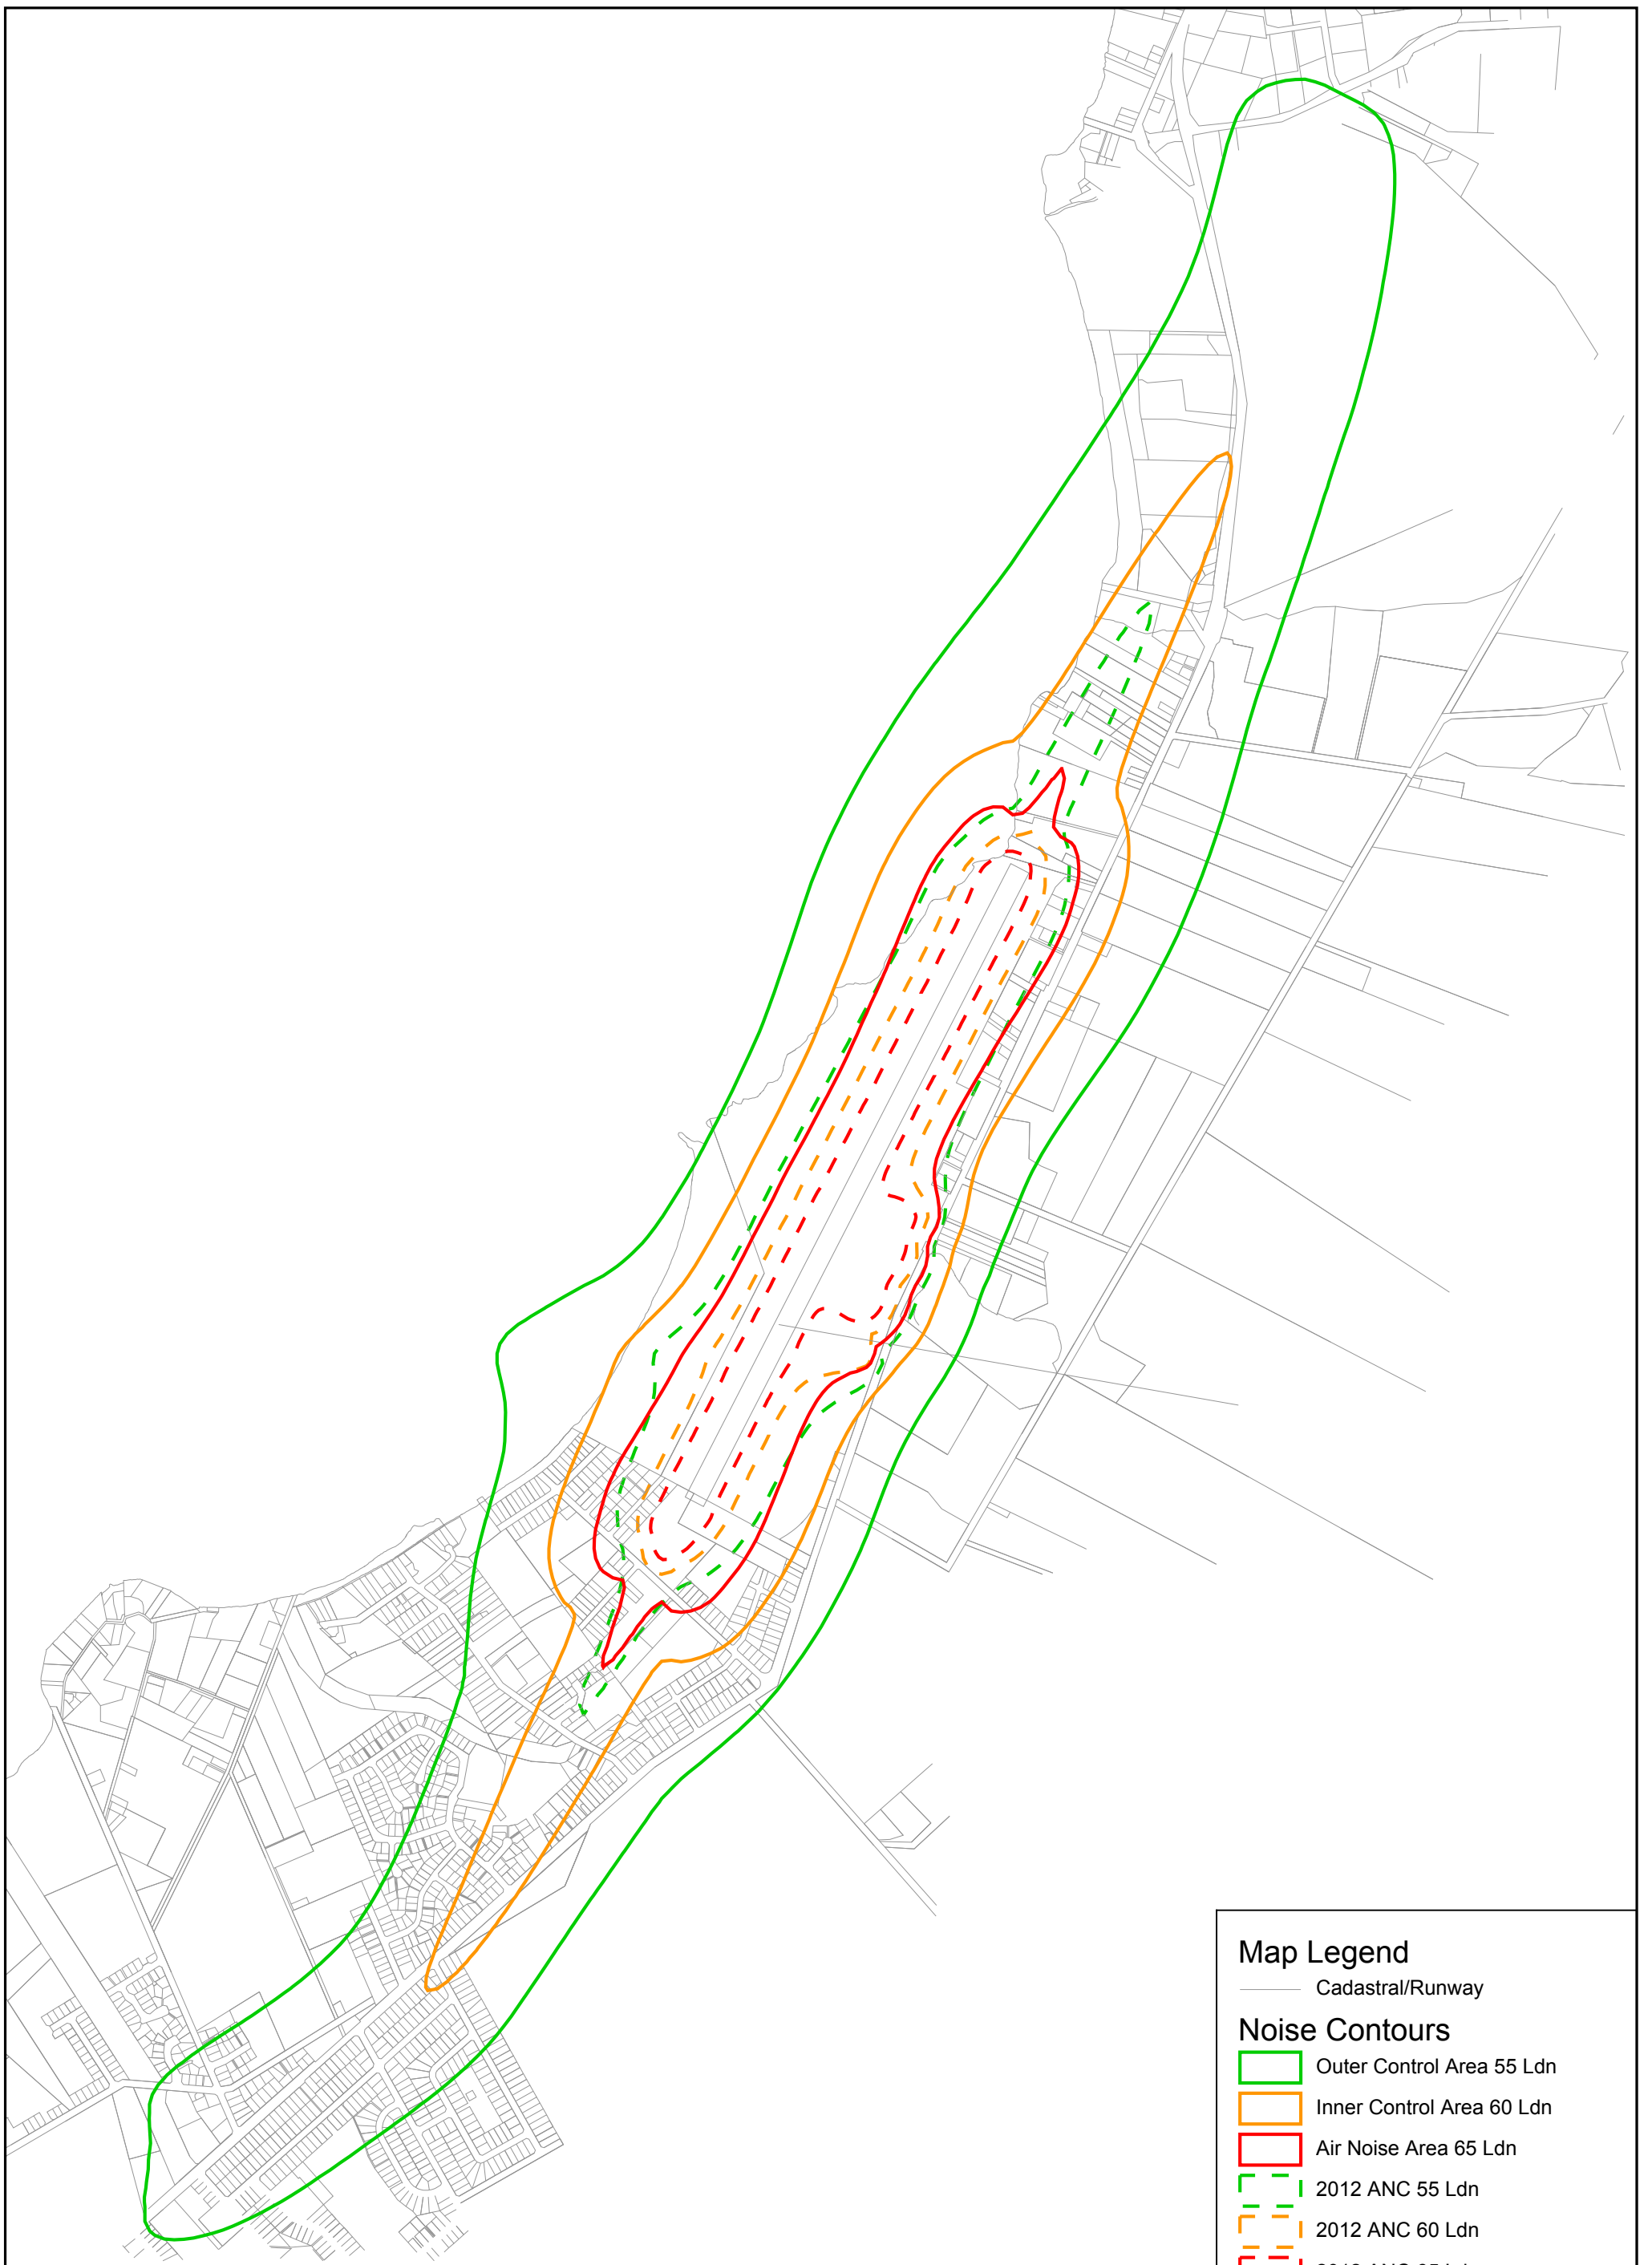 Map Legend
Cadastral/Runway
Noise Contours
Outer Control Area 55 Ldn
Inner Control Area 60 Ldn
Air Noise Area 65 Ldn
2012 ANC 55 Ldn
2012 ANC 60 Ldn